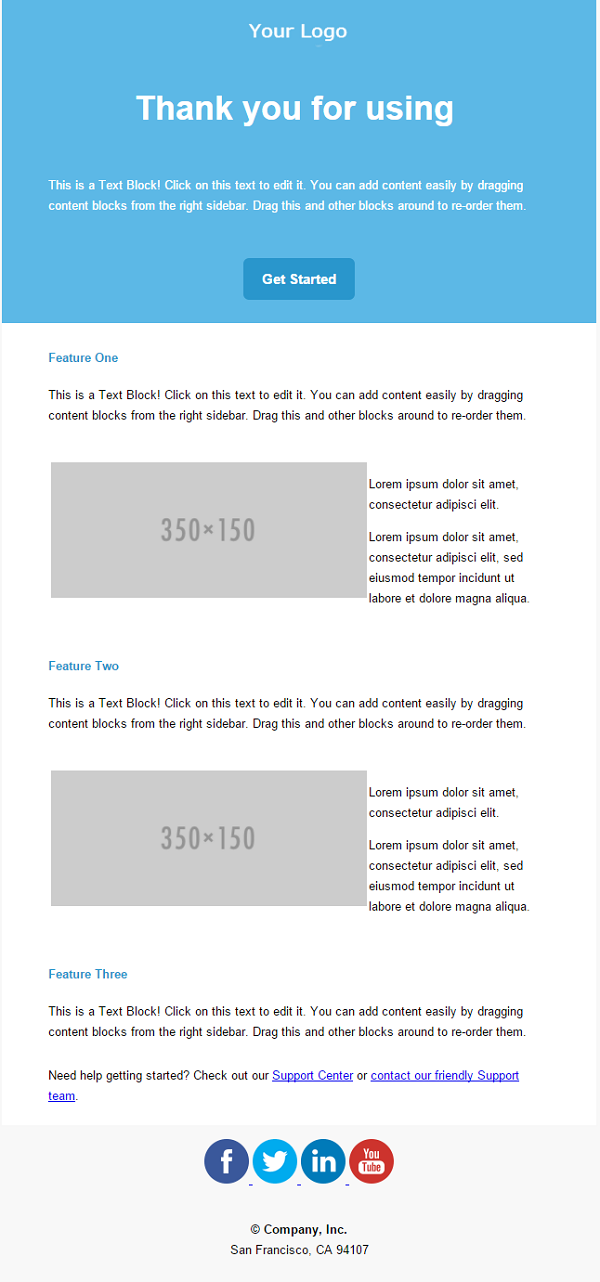 Your Logo
Thank you for using
This is a Text Block! Click on this text to edit it. You can add content easily by dragging
content blocks from the right sidebar. Drag this and other blocks around to re-order them.
Get Started
Feature One
This is a Text Block! Click on this text to edit it. You can add content easily by dragging
content blocks from the right sidebar. Drag this and other blocks around to re-order them.
350×150
Lorem ipsum dolor sit amet,
consectetur adipisci elit.
Lorem ipsum dolor sit amet,
consectetur adipisci elit, sed
eiusmod tempor incidunt ut
labore et dolore magna aliqua.
Feature Two
This is a Text Block! Click on this text to edit it. You can add content easily by dragging
content blocks from the right sidebar. Drag this and other blocks around to re-order them.
350×150
Lorem ipsum dolor sit amet,
consectetur adipisci elit.
Lorem ipsum dolor sit amet,
consectetur adipisci elit, sed
eiusmod tempor incidunt ut
labore et dolore magna aliqua.
Feature Three
This is a Text Block! Click on this text to edit it. You can add content easily by dragging
content blocks from the right sidebar. Drag this and other blocks around to re-order them.
Need help getting started? Check out our Support Center or contact our friendly Support
team.
f
in
You
Tube
© Company, Inc.
San Francisco, CA 94107